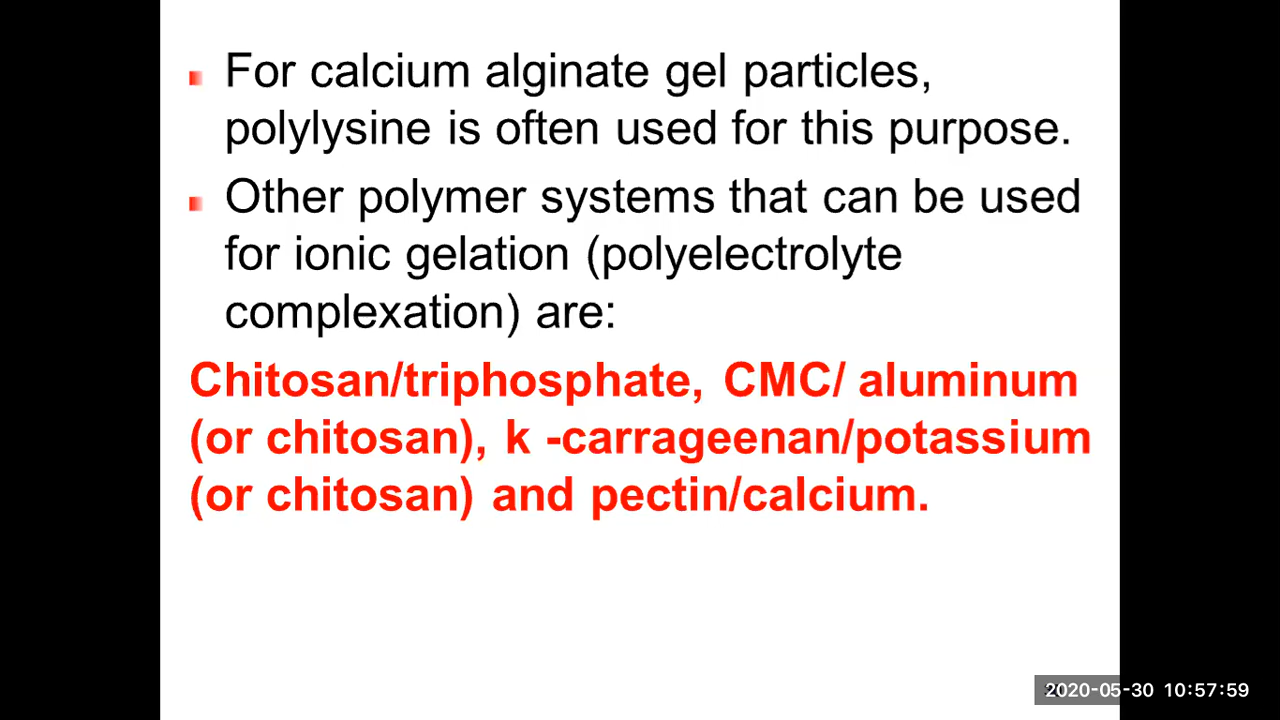 For calcium alginate gel particles,
polylysine is often used for this purpose.
Other polymer systems that can be used
for ionic gelation (polyelectrolyte
complexation) are:
Chitosan/triphosphate, CMC/ aluminum
(or chitosan), k -carrageenan/potassium
(or chitosan) and pectin/calcium.
2020-05-30 10:57:59